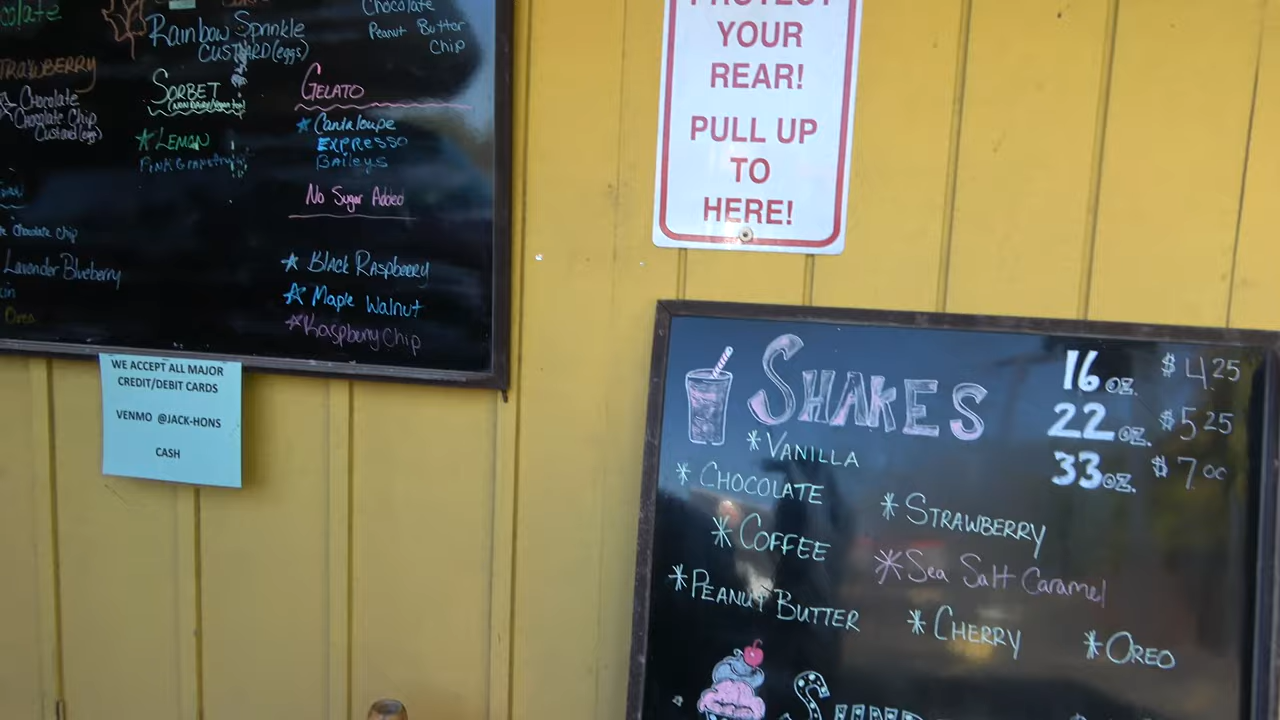 colate
Rainbow Sprinkle
CUSTARD (eggs)
Chocolate
Peanut Butter
Chip
TRAWBERRY
Chocolate
Chocolate Chip
Custard (eggs)
SORBET
(NON DAIRY/Vegan too!)
★ LEMON
PINK GRAPEFRUIT
GELATO
★ Cantaloupe
EXPRESSO
BAILEYS
No Sugar Added
★ Black Raspberry
★ Maple Walnut
★ Raspberry Chip
Chocolate Chip
Lavender Blueberry
Oreo
WE ACCEPT ALL MAJOR
CREDIT/DEBIT CARDS
VENMO @JACK-HONS
CASH
PROTECT
YOUR
REAR!
PULL UP
TO
HERE!
SHAKES
16 oz. $4.25
22 oz. $5.25
33 oz. $7.00
* VANILLA
* CHOCOLATE
* STRAWBERRY
* COFFEE
* Sea Salt Caramel
* PEANUT BUTTER
* CHERRY
* OREO